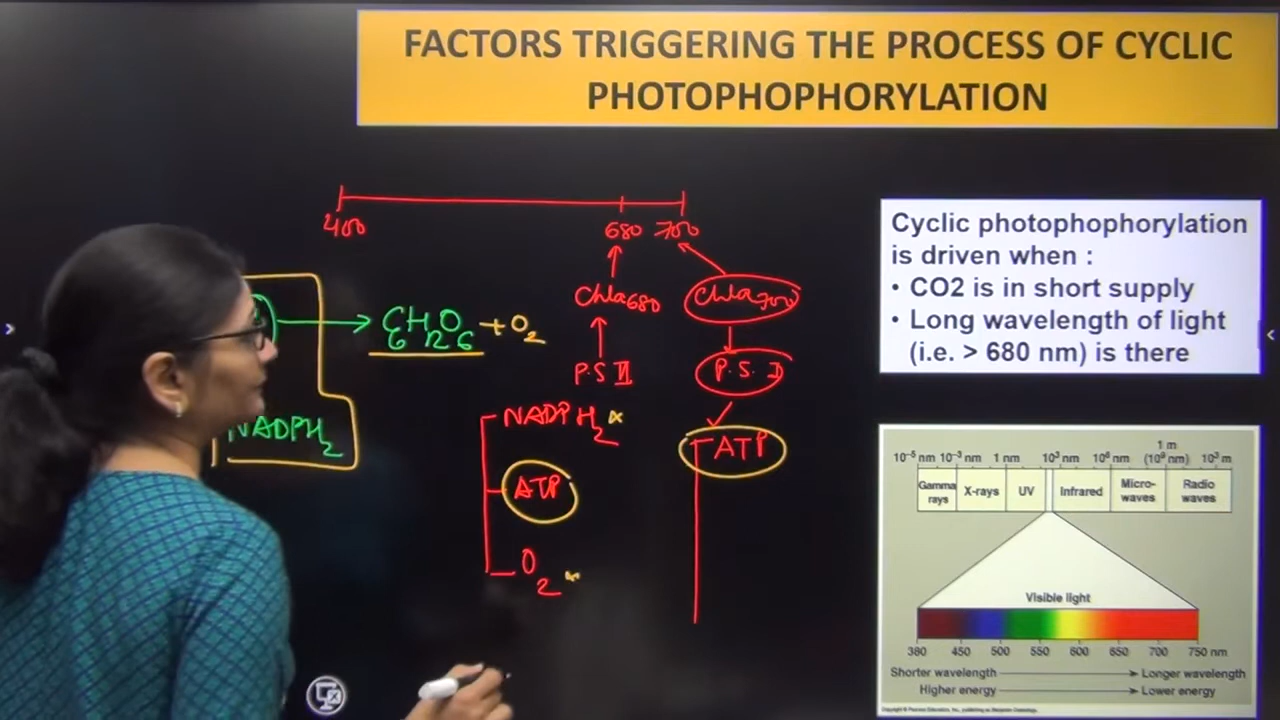 FACTORS TRIGGERING THE PROCESS OF CYCLIC
PHOTOPHOPHORYLATION
400
680
700
Chla680
Chla700
P.S II
P.S. I
C6H12O6 + O2
NADPH2
NADPH2
ATP
O2
ATP
Cyclic photophophorylation
is driven when :
• CO2 is in short supply
• Long wavelength of light
(i.e. > 680 nm) is there
10⁻⁵ nm 10⁻³ nm 1 nm 10³ nm 10⁶ nm 1 m (10⁹ nm) 10³ m
Gamma rays X-rays UV Infrared Micro-waves Radio waves
Visible light
380 450 500 550 600 650 700 750 nm
Shorter wavelength Longer wavelength
Higher energy Lower energy